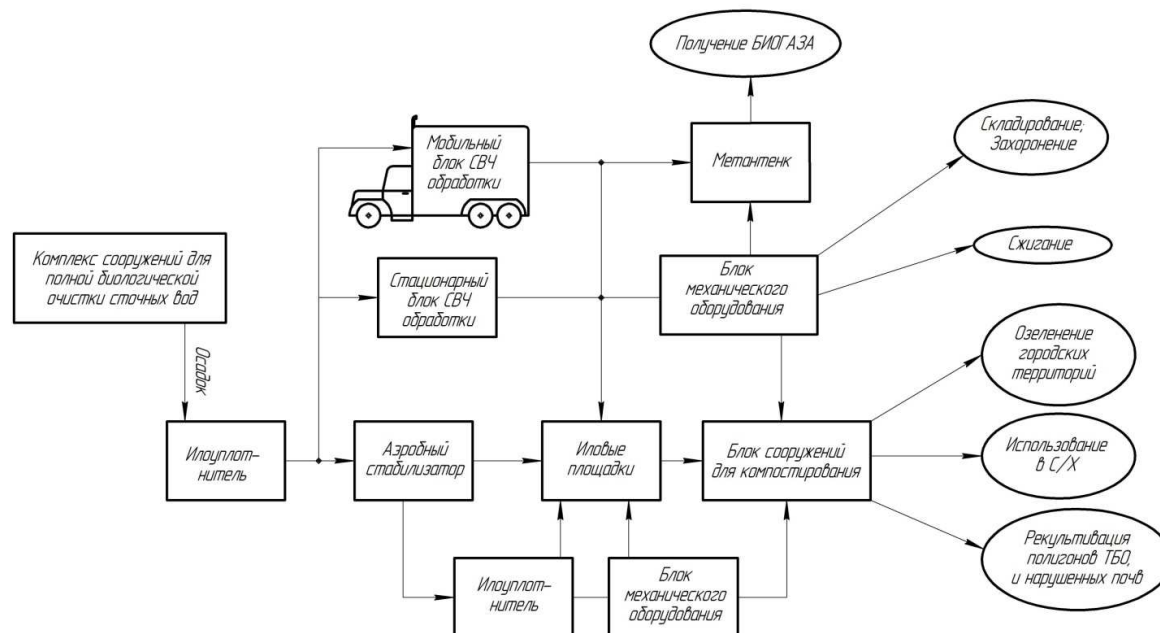 Получение БИОГАЗА
Мобильный
блок СВЧ
обработки
Метантенк
Складирование;
Захоронение
Комплекс сооружений для
полной биологической
очистки сточных вод
Стационарный
блок СВЧ
обработки
Блок
механического
оборудования
Сжигание
Осадок
Озеленение
городских
территорий
Илоуплот-
нитель
Аэробный
стабилизатор
Иловые
площадки
Блок сооружений
для компостирования
Использование
в С/Х
Илоуплот-
нитель
Блок
механического
оборудования
Рекультивация
полигонов ТБО,
и нарушенных почв